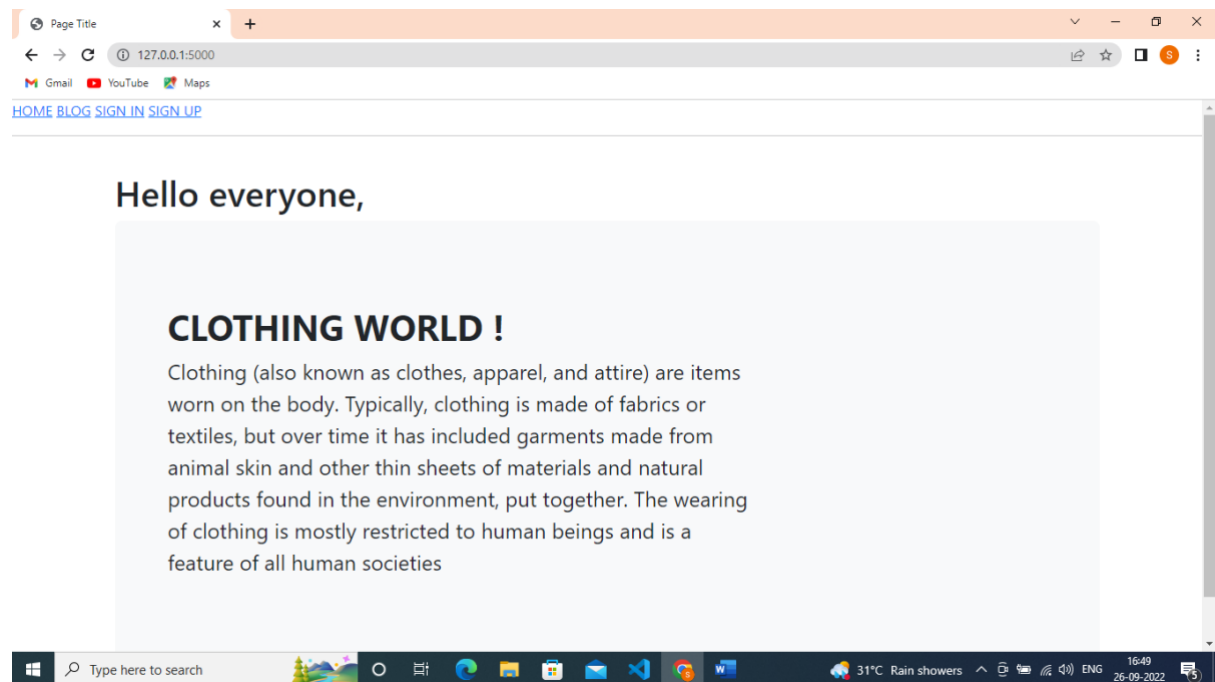 Page Title
127.0.0.1:5000
S
Gmail YouTube Maps
HOME BLOG SIGN IN SIGN UP
Hello everyone,
CLOTHING WORLD !
Clothing (also known as clothes, apparel, and attire) are items
worn on the body. Typically, clothing is made of fabrics or
textiles, but over time it has included garments made from
animal skin and other thin sheets of materials and natural
products found in the environment, put together. The wearing
of clothing is mostly restricted to human beings and is a
feature of all human societies
Type here to search
31°C Rain showers
ENG
16:49
26-09-2022
5